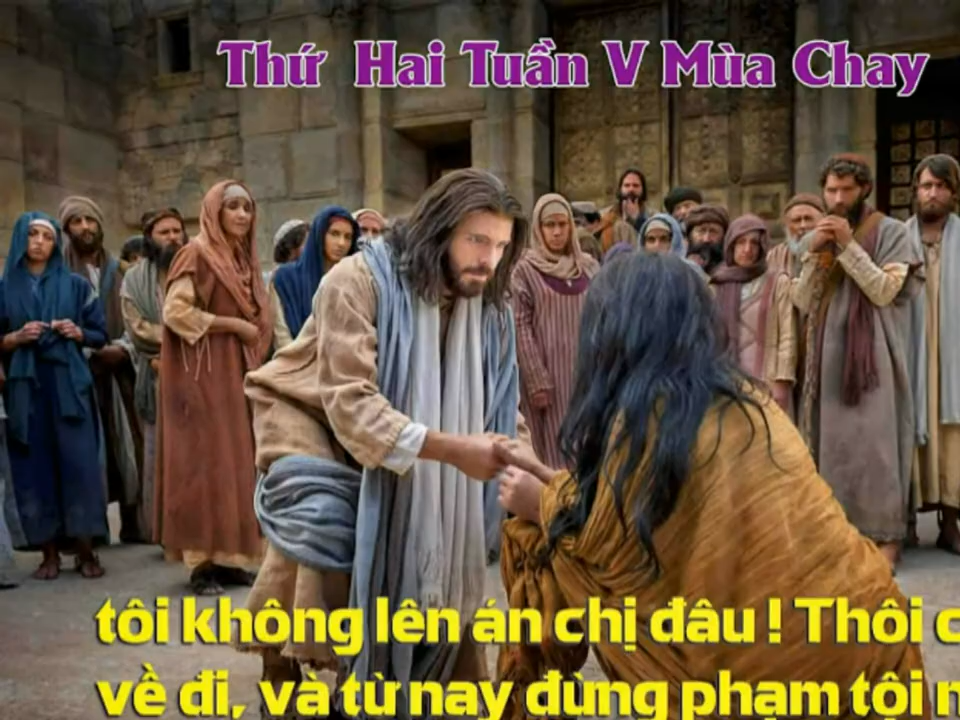 Thứ Hai Tuần V Mùa Chay
tôi không lên án chị đâu ! Thôi
về đi, và từ nay đừng phạm tội